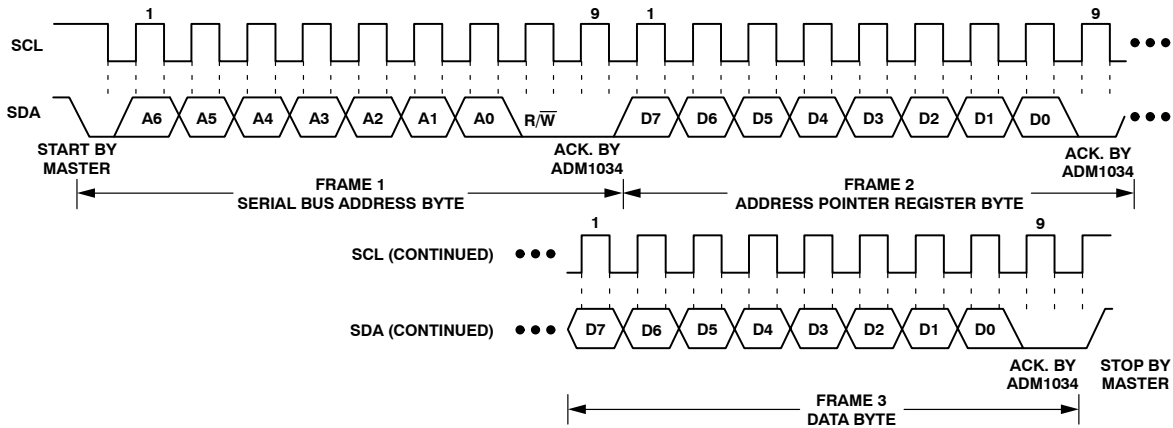 1 9 1 9
SCL
SDA A6 A5 A4 A3 A2 A1 A0 R/W̅ D7 D6 D5 D4 D3 D2 D1 D0
START BY MASTER
ACK. BY ADM1034
ACK. BY ADM1034
FRAME 1
SERIAL BUS ADDRESS BYTE
FRAME 2
ADDRESS POINTER REGISTER BYTE
1 9
SCL (CONTINUED)
SDA (CONTINUED) D7 D6 D5 D4 D3 D2 D1 D0
ACK. BY ADM1034
STOP BY MASTER
FRAME 3
DATA BYTE